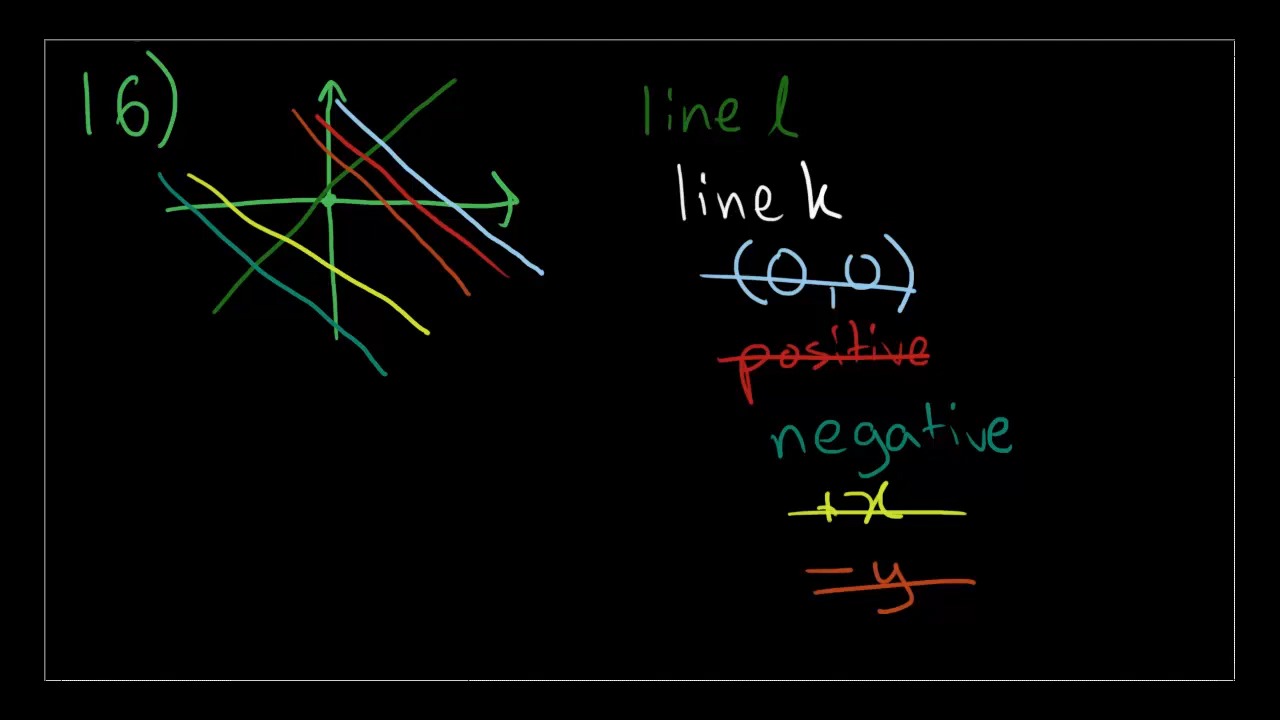 16)
line l
line k
(0,0)
positive
negative
+x
-y